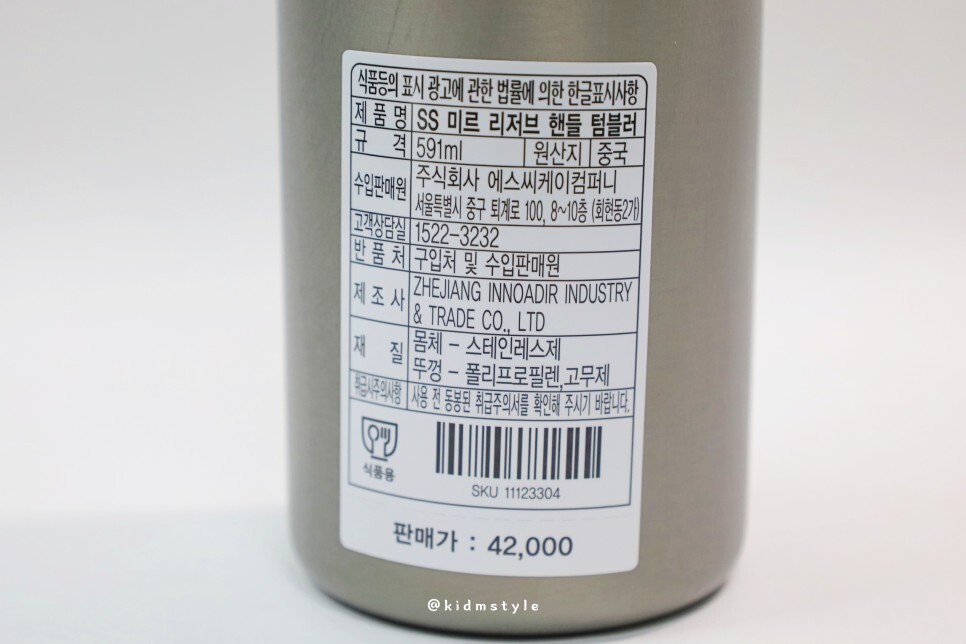 식품등의 표시 광고에 관한 법률에 의한 한글표시사항
제 품 명 SS 미르 리저브 핸들 텀블러
규 격 591ml 원산지 중국
수입판매원 주식회사 에스씨케이컴퍼니
서울특별시 중구 퇴계로 100, 8~10층 (회현동2가)
고객상담실 1522-3232
반 품 처 구입처 및 수입판매원
제 조 사 ZHEJIANG INNOADIR INDUSTRY
& TRADE CO., LTD
재 질 몸체 - 스테인레스제
뚜껑 - 폴리프로필렌,고무제
취급시주의사항 사용 전 동봉된 취급주의서를 확인해 주시기 바랍니다.
식품용
SKU 11123304
판매가 : 42,000
@kidmstyle